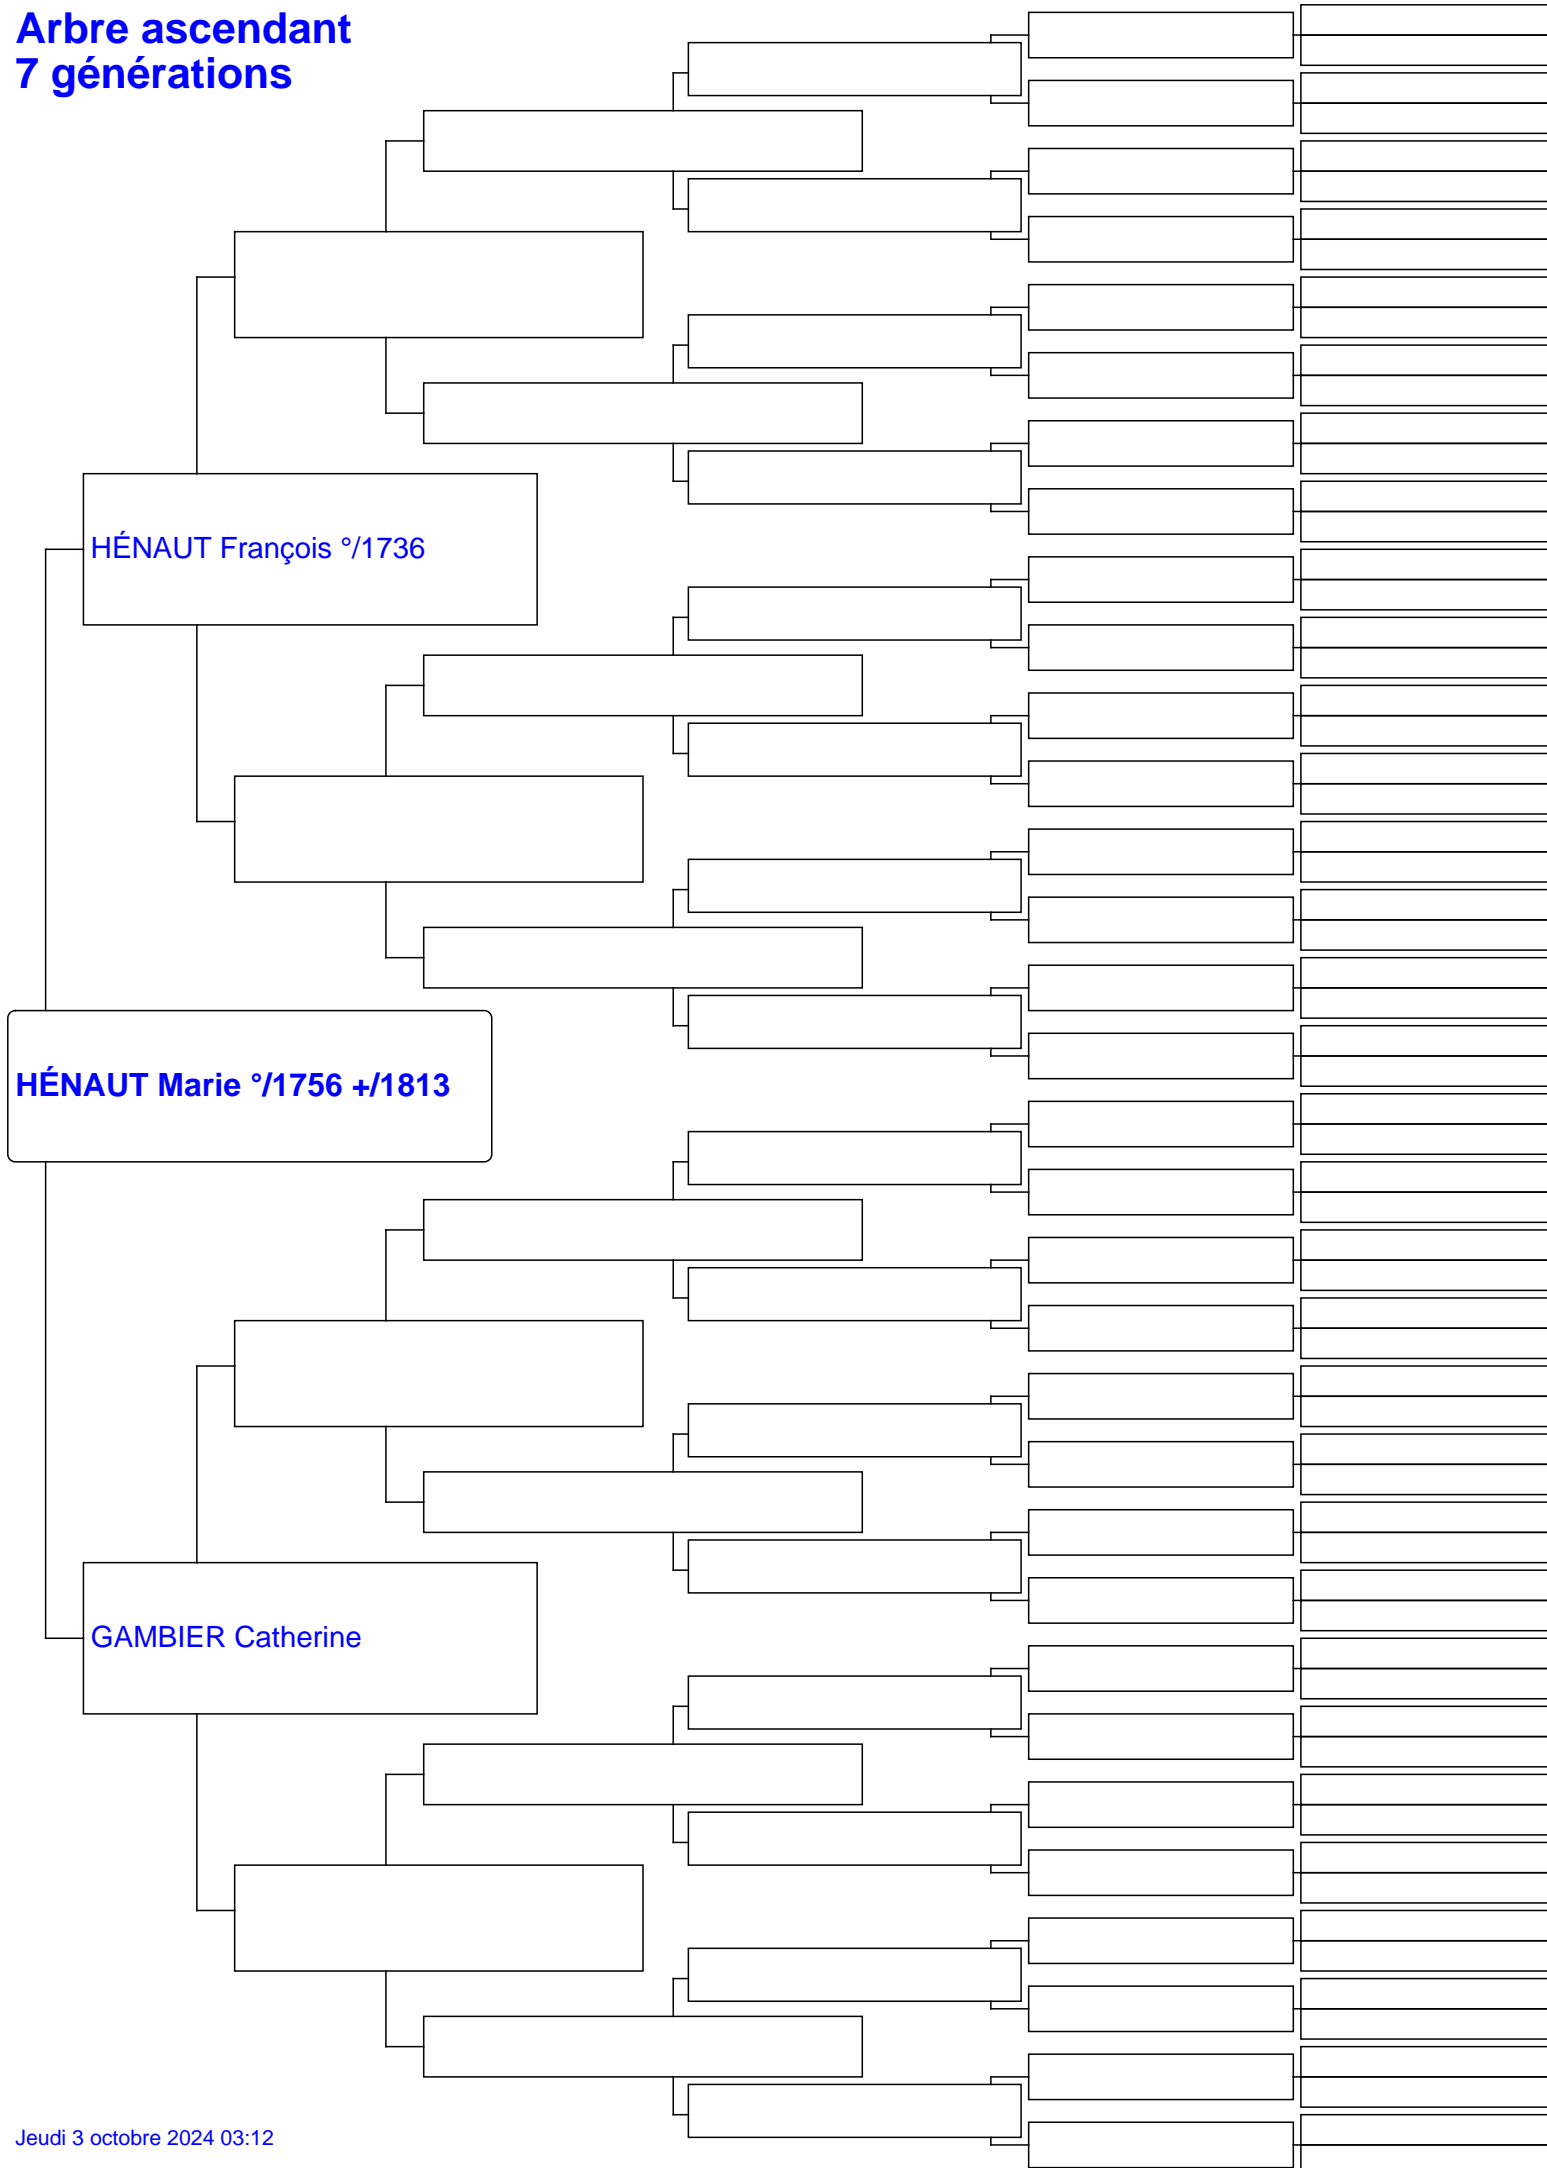 Arbre ascendant
7 générations
HÉNAUT François °/1736
HÉNAUT Marie °/1756 +/1813
GAMBIER Catherine
Jeudi 3 octobre 2024 03:12